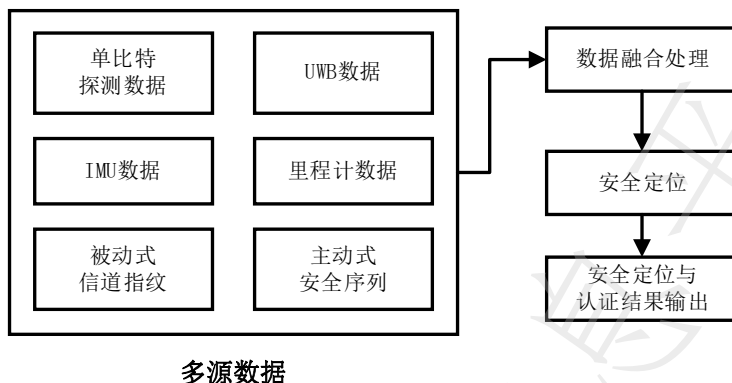 单比特
探测数据
UWB数据
IMU数据
里程计数据
被动式
信道指纹
主动式
安全序列
多源数据
数据融合处理
安全定位
安全定位与
认证结果输出